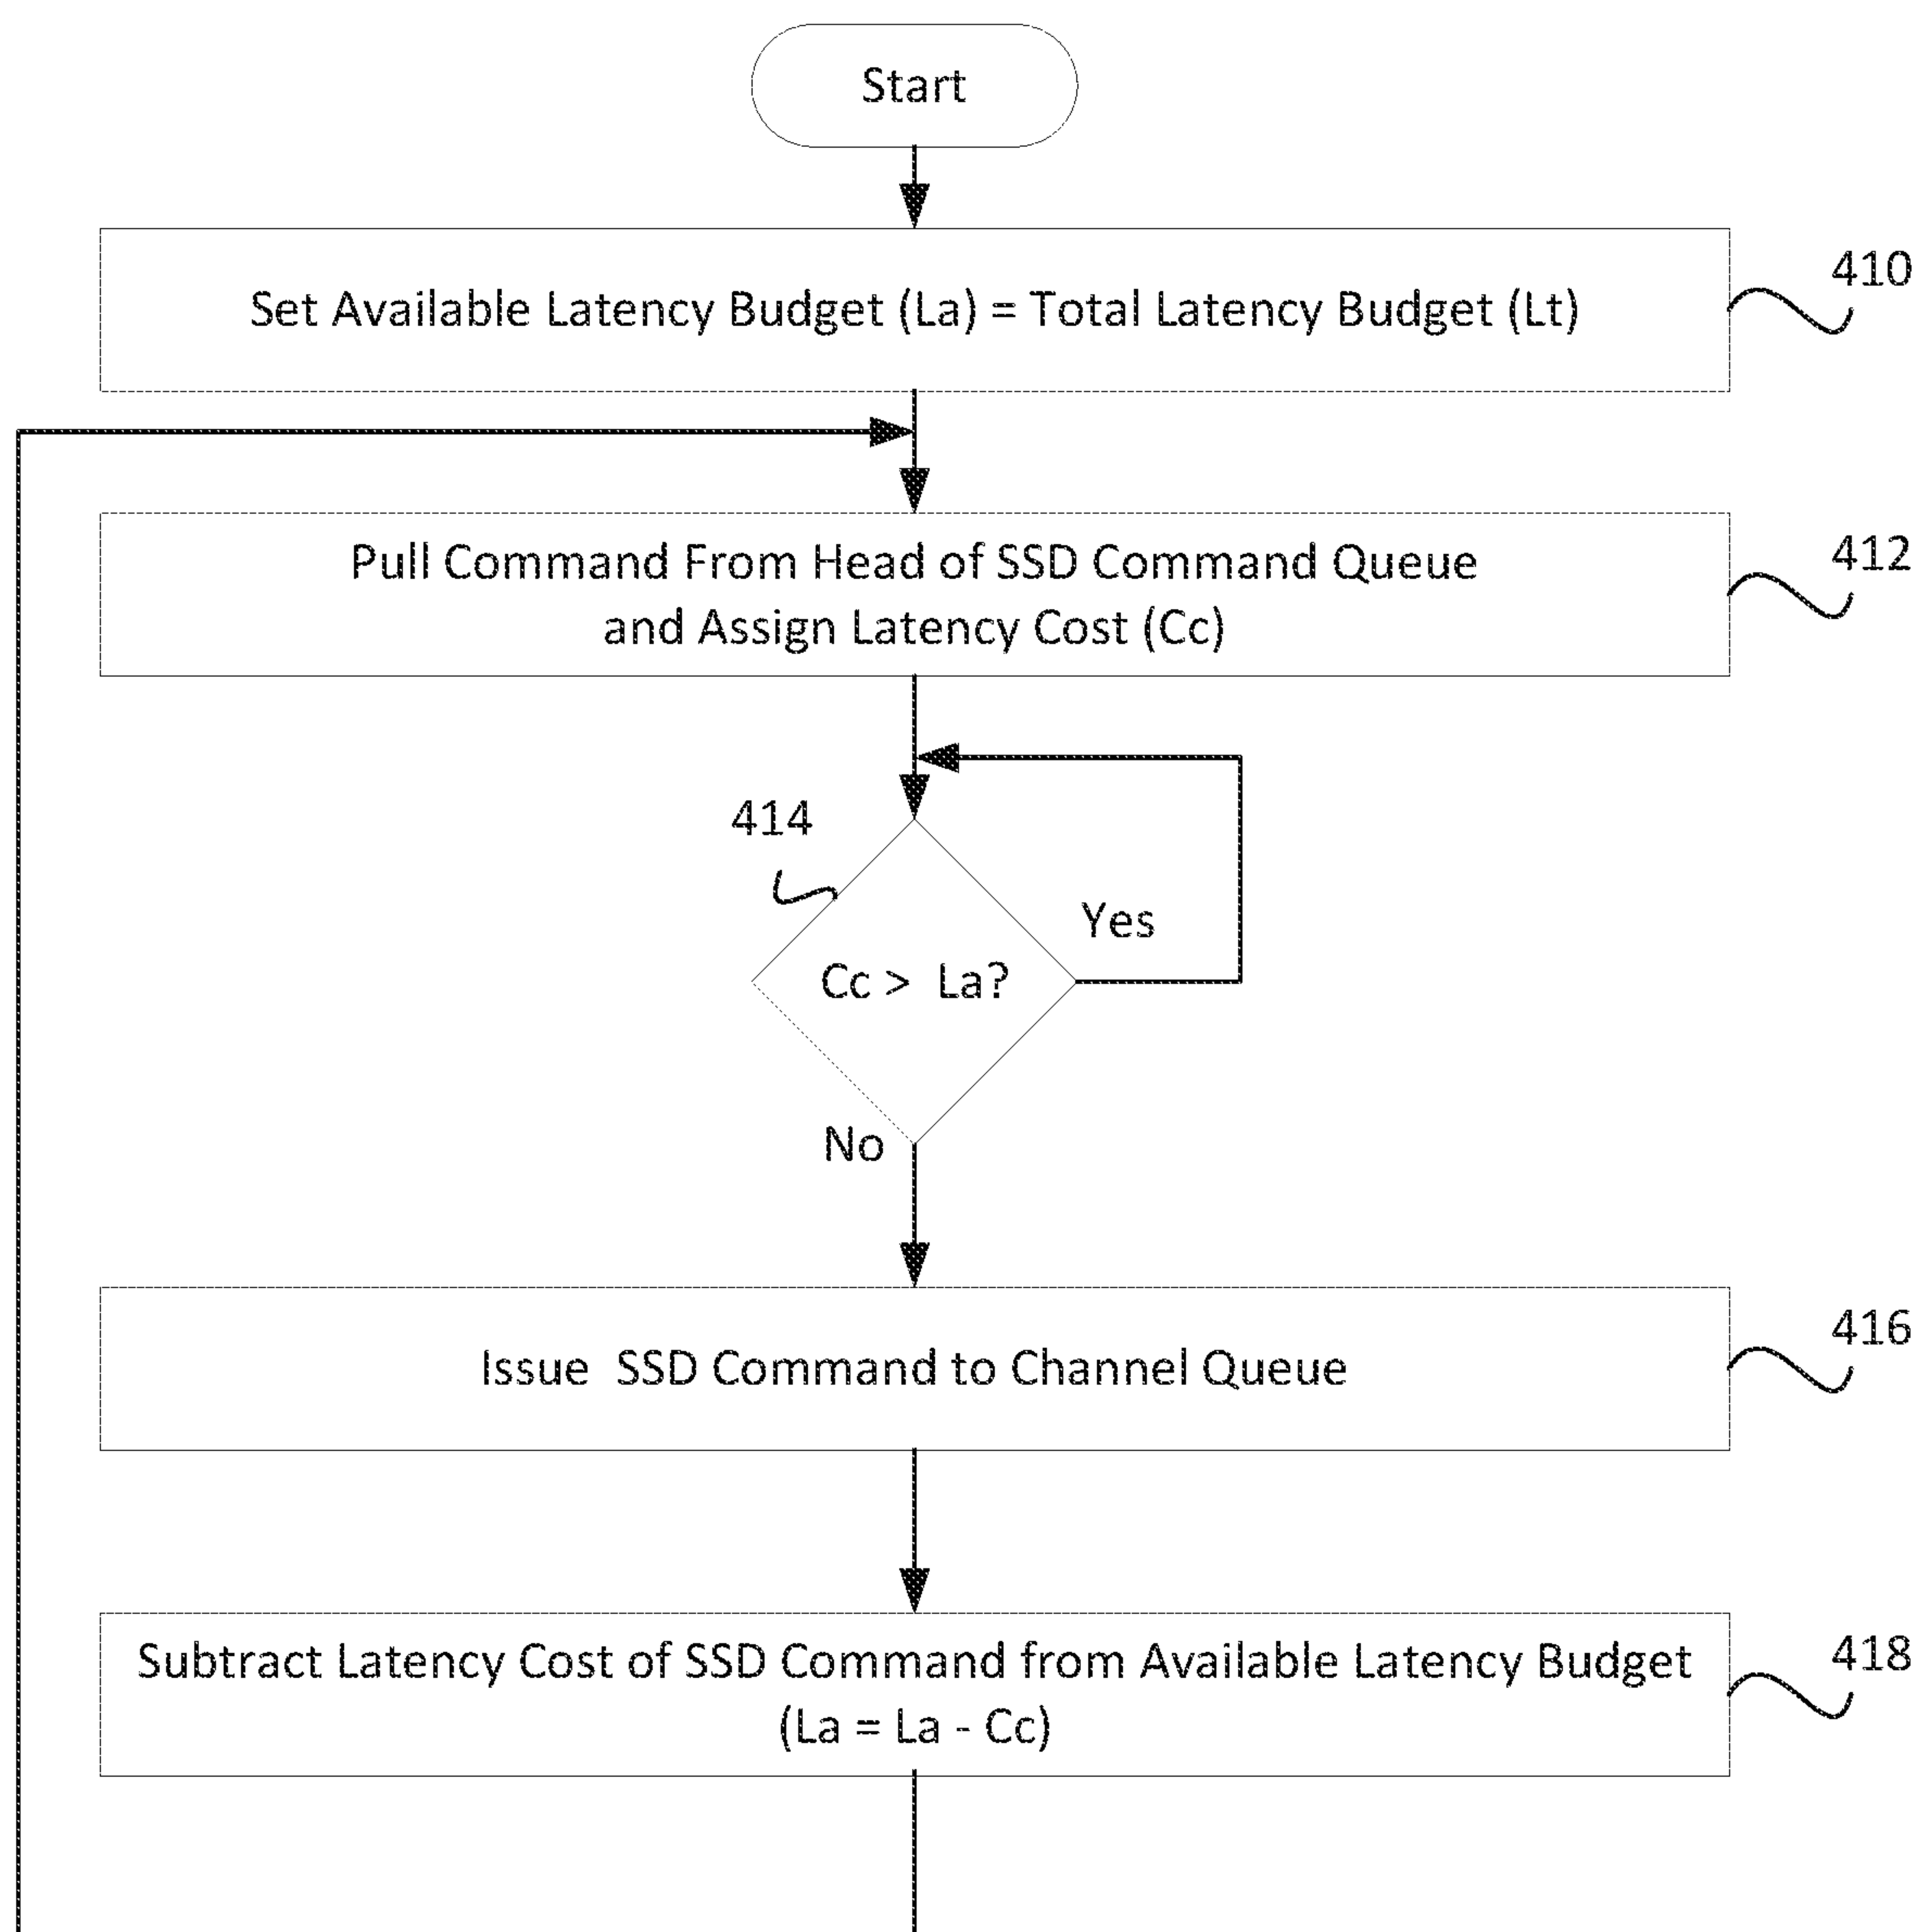 Start
Set Available Latency Budget (La) = Total Latency Budget (Lt)
410
Pull Command From Head of SSD Command Queue
and Assign Latency Cost (Cc)
412
414
Yes
Cc > La?
No
Issue SSD Command to Channel Queue
416
Subtract Latency Cost of SSD Command from Available Latency Budget
(La = La - Cc)
418